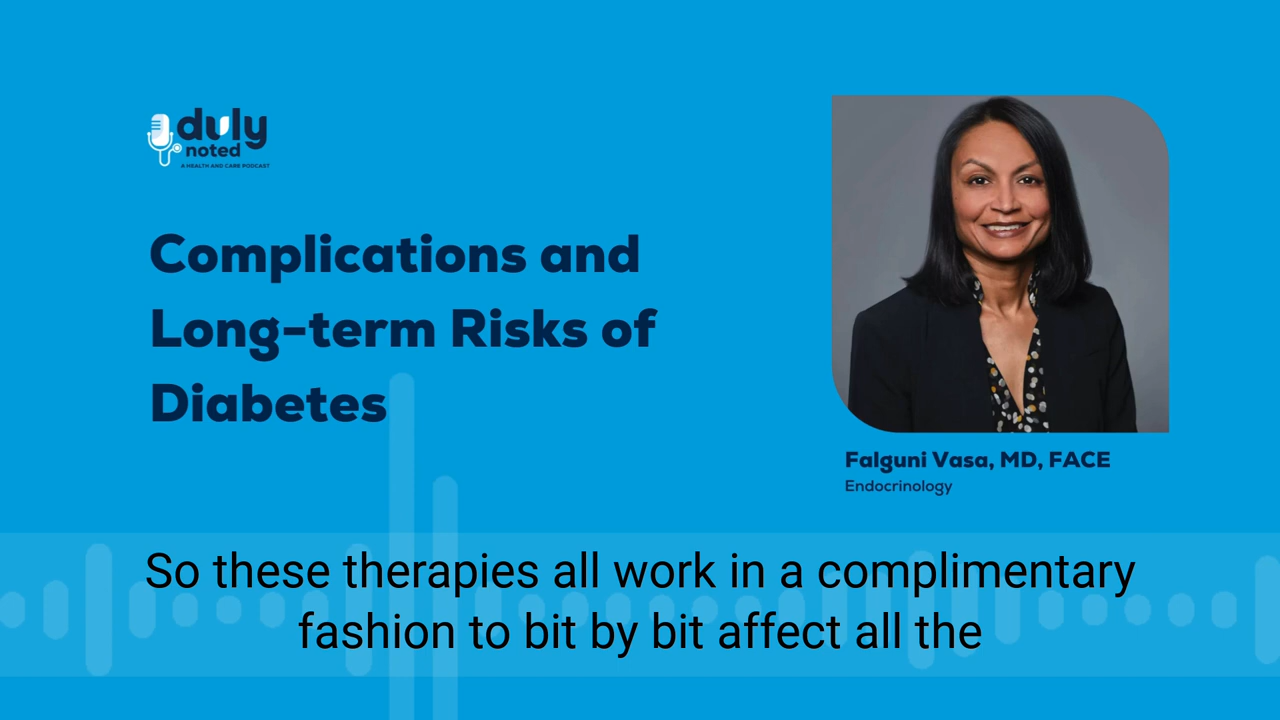 duly
noted
A HEALTH AND CARE PODCAST
Complications and
Long-term Risks of
Diabetes
Falguni Vasa, MD, FACE
Endocrinology
So these therapies all work in a complimentary
fashion to bit by bit affect all the